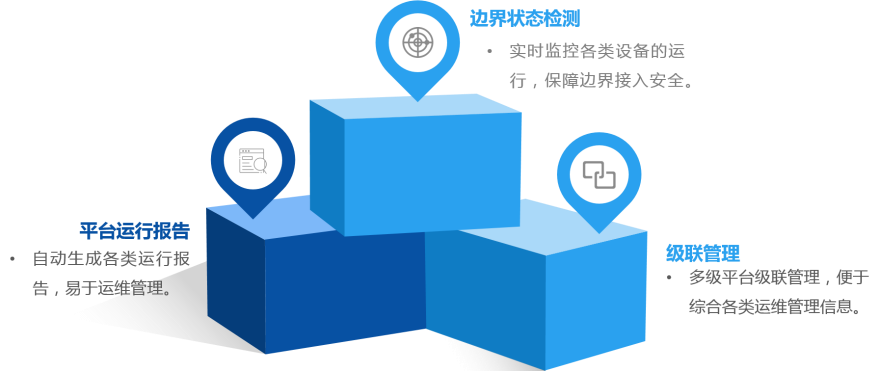 边界状态检测
• 实时监控各类设备的运
行，保障边界接入安全。
平台运行报告
• 自动生成各类运行报
告，易于运维管理。
级联管理
• 多级平台级联管理，便于
综合各类运维管理信息。